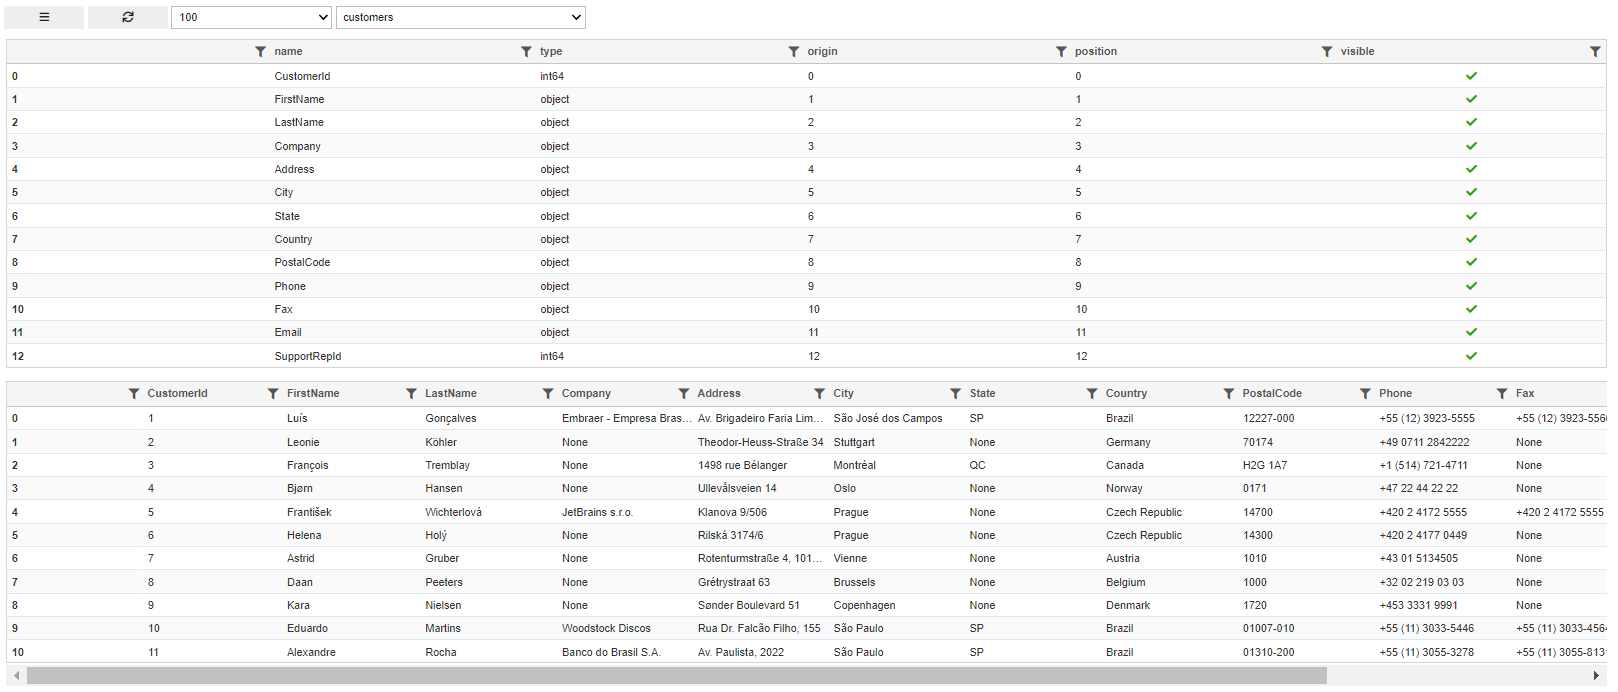 100 customers
name type origin position visible
0 CustomerId int64 0 0
1 FirstName object 1 1
2 LastName object 2 2
3 Company object 3 3
4 Address object 4 4
5 City object 5 5
6 State object 6 6
7 Country object 7 7
8 PostalCode object 8 8
9 Phone object 9 9
10 Fax object 10 10
11 Email object 11 11
12 SupportRepId int64 12 12
CustomerId FirstName LastName Company Address City State Country PostalCode Phone Fax
0 1 Luís Gonçalves Embraer - Empresa Bras... Av. Brigadeiro Faria Lim... São José dos Campos SP Brazil 12227-000 +55 (12) 3923-5555 +55 (12) 3923-5566
1 2 Leonie Köhler None Theodor-Heuss-Straße 34 Stuttgart None Germany 70174 +49 0711 2842222 None
2 3 François Tremblay None 1498 rue Bélanger Montréal QC Canada H2G 1A7 +1 (514) 721-4711 None
3 4 Bjørn Hansen None Ullevålsveien 14 Oslo None Norway 0171 +47 22 44 22 22 None
4 5 František Wichterlová JetBrains s.r.o. Klanova 9/506 Prague None Czech Republic 14700 +420 2 4172 5555 +420 2 4172 5555
5 6 Helena Holý None Rilská 3174/6 Prague None Czech Republic 14300 +420 2 4177 0449 None
6 7 Astrid Gruber None Rotenturmstraße 4, 101... Vienne None Austria 1010 +43 01 5134505 None
7 8 Daan Peeters None Grétrystraat 63 Brussels None Belgium 1000 +32 02 219 03 03 None
8 9 Kara Nielsen None Sønder Boulevard 51 Copenhagen None Denmark 1720 +453 3331 9991 None
9 10 Eduardo Martins Woodstock Discos Rua Dr. Falcão Filho, 155 São Paulo SP Brazil 01007-010 +55 (11) 3033-5446 +55 (11) 3033-4564
10 11 Alexandre Rocha Banco do Brasil S.A. Av. Paulista, 2022 São Paulo SP Brazil 01310-200 +55 (11) 3055-3278 +55 (11) 3055-8131